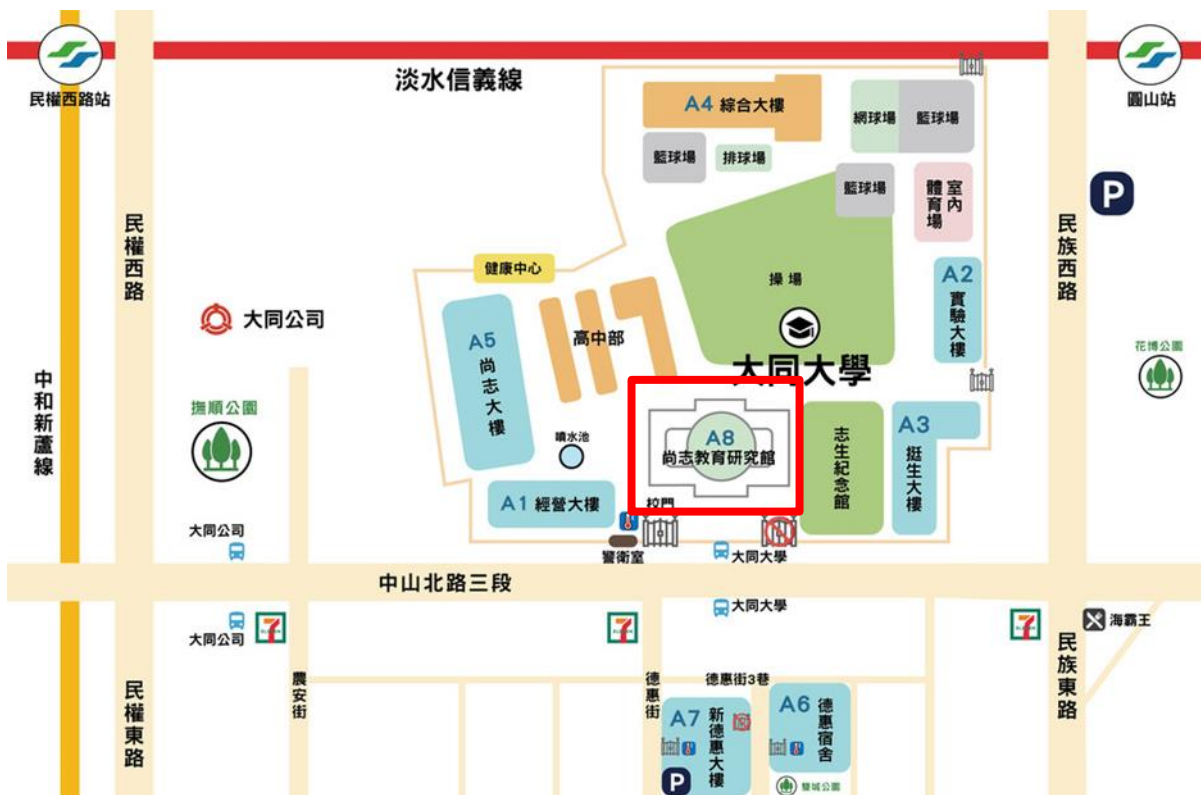 民權西路站
淡水信義線
圓山站
A4 綜合大樓
網球場
籃球場
籃球場
排球場
籃球場
室內體育場
P
民權西路
民族西路
健康中心
操場
A2
實驗大樓
大同公司
A5
尚志大樓
高中部
大同大學
花博公園
中和新蘆線
撫順公園
噴水池
A8
尚志教育研究館
志生紀念館
A3
挺生大樓
A1 經營大樓
校門
大同公司
警衛室
大同大學
中山北路三段
大同公司
7
7
大同大學
7
海霸王
民權東路
農安街
德惠街
德惠街3巷
民族東路
A7
新德惠大樓
P
A6
德惠宿舍
雙城公園